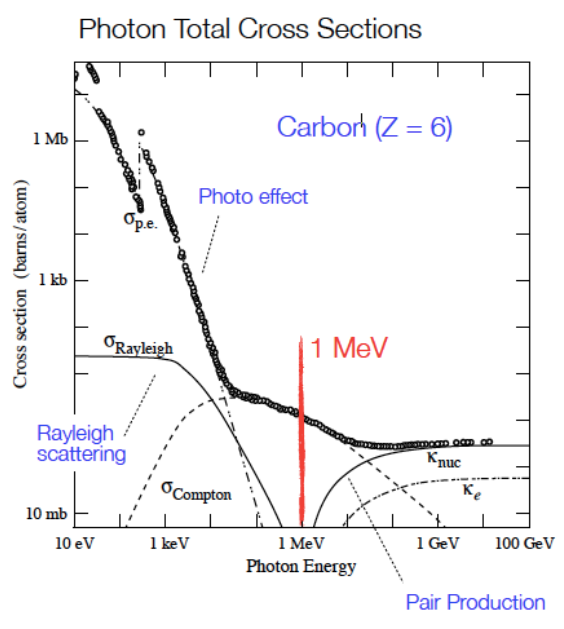 Photon Total Cross Sections
Carbon (Z = 6)
1 Mb
Photo effect
σp.e.
Cross section (barns/atom)
1 kb
σRayleigh
1 MeV
Rayleigh
scattering
κnuc
σCompton
κe
10 mb
10 eV
1 keV
1 MeV
1 GeV
100 GeV
Photon Energy
Pair Production